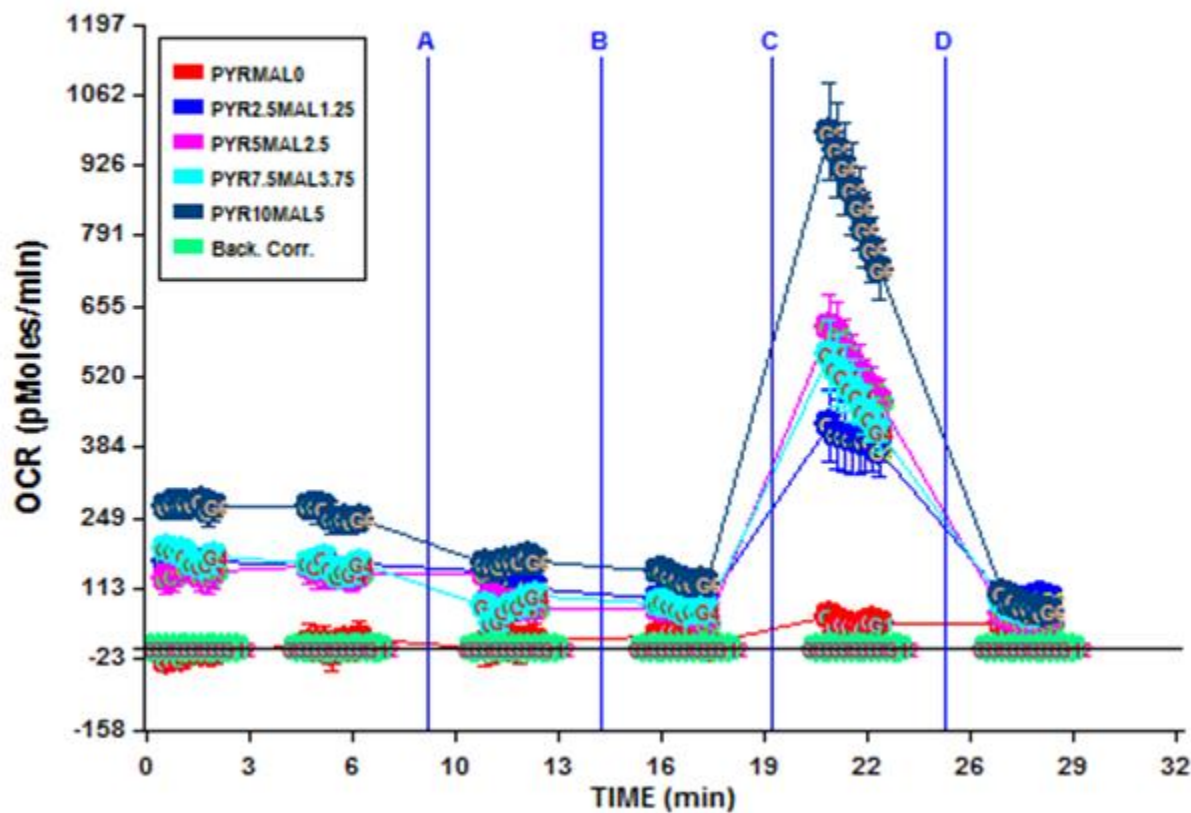 1197
1062
926
791
655
520
384
249
113
-23
-158
OCR (pMoles/min)
A B C D
PYRMAL0
PYR2.5MAL1.25
PYR5MAL2.5
PYR7.5MAL3.75
PYR10MAL5
Back. Corr.
0 3 6 10 13 16 19 22 26 29 32
TIME (min)